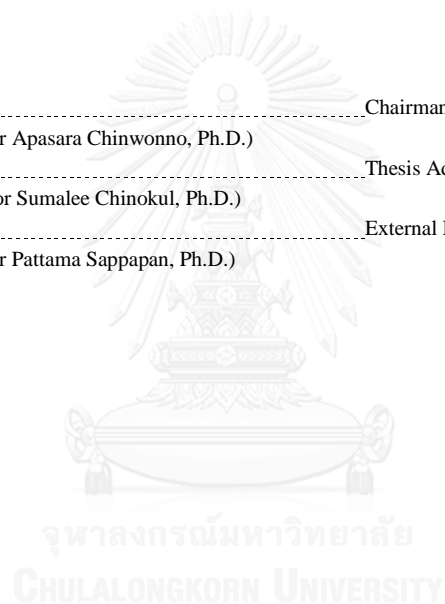 Chairman
r Apasara Chinwonno, Ph.D.)
Thesis Ad
or Sumalee Chinokul, Ph.D.)
External
r Pattama Sappapan, Ph.D.)
จุฬาลงกรณ์มหาวิทยาลัย
CHULALONGKORN UNIVERSITY